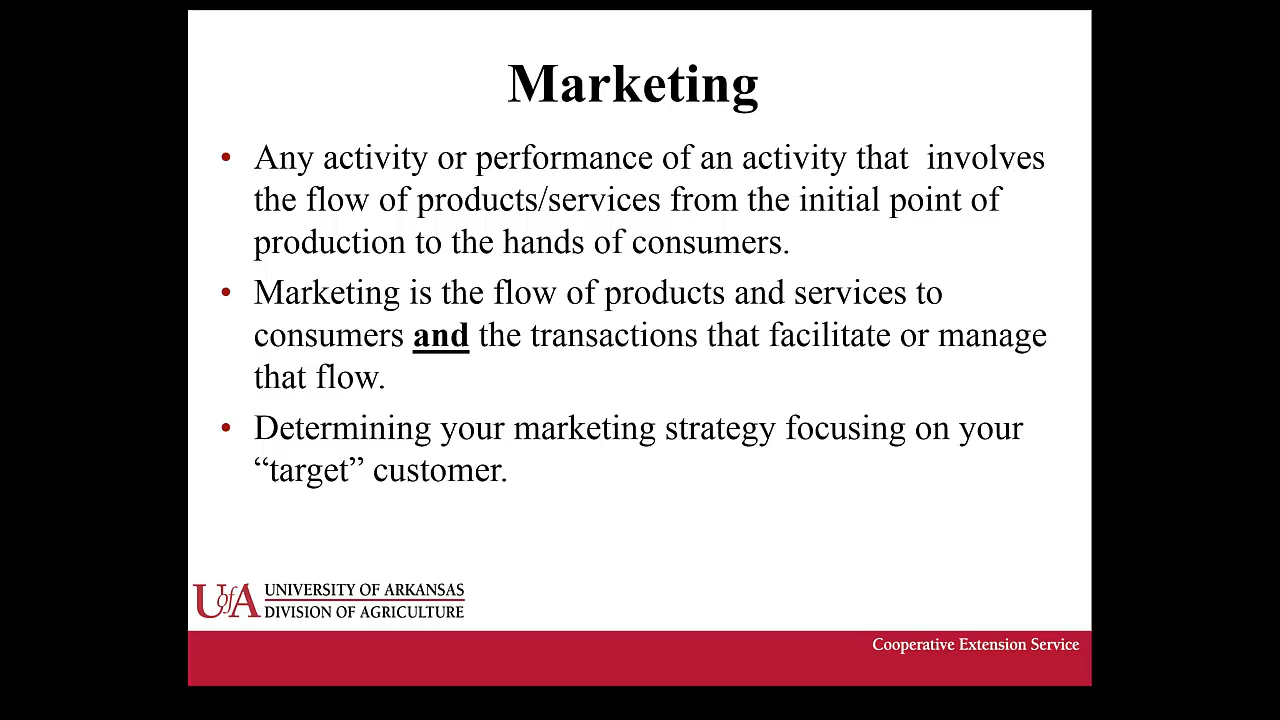 Marketing
• Any activity or performance of an activity that  involves
the flow of products/services from the initial point of
production to the hands of consumers.
• Marketing is the flow of products and services to
consumers and the transactions that facilitate or manage
that flow.
• Determining your marketing strategy focusing on your
“target” customer.
UofA UNIVERSITY OF ARKANSAS
DIVISION OF AGRICULTURE
Cooperative Extension Service